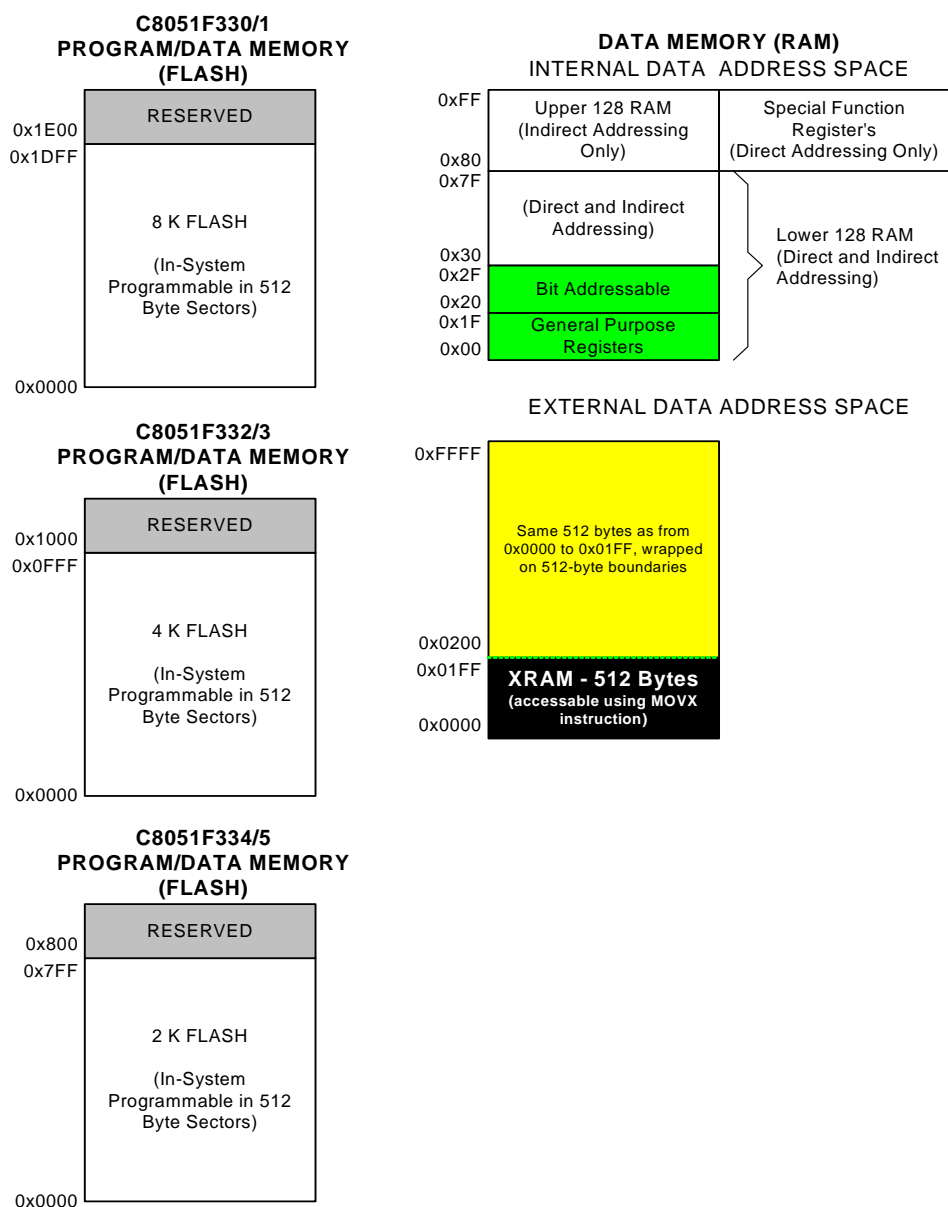 C8051F330/1
PROGRAM/DATA MEMORY
(FLASH)
RESERVED
0x1E00
0x1DFF
8 K FLASH
(In-System
Programmable in 512
Byte Sectors)
0x0000
C8051F332/3
PROGRAM/DATA MEMORY
(FLASH)
RESERVED
0x1000
0x0FFF
4 K FLASH
(In-System
Programmable in 512
Byte Sectors)
0x0000
C8051F334/5
PROGRAM/DATA MEMORY
(FLASH)
RESERVED
0x800
0x7FF
2 K FLASH
(In-System
Programmable in 512
Byte Sectors)
0x0000
DATA MEMORY (RAM)
INTERNAL DATA ADDRESS SPACE
0xFF
Upper 128 RAM
(Indirect Addressing
Only)
Special Function
Register's
(Direct Addressing Only)
0x80
0x7F
(Direct and Indirect
Addressing)
Lower 128 RAM
(Direct and Indirect
Addressing)
0x30
0x2F
Bit Addressable
0x20
0x1F
General Purpose
Registers
0x00
EXTERNAL DATA ADDRESS SPACE
0xFFFF
Same 512 bytes as from
0x0000 to 0x01FF, wrapped
on 512-byte boundaries
0x0200
0x01FF
XRAM - 512 Bytes
(accessable using MOVX
instruction)
0x0000